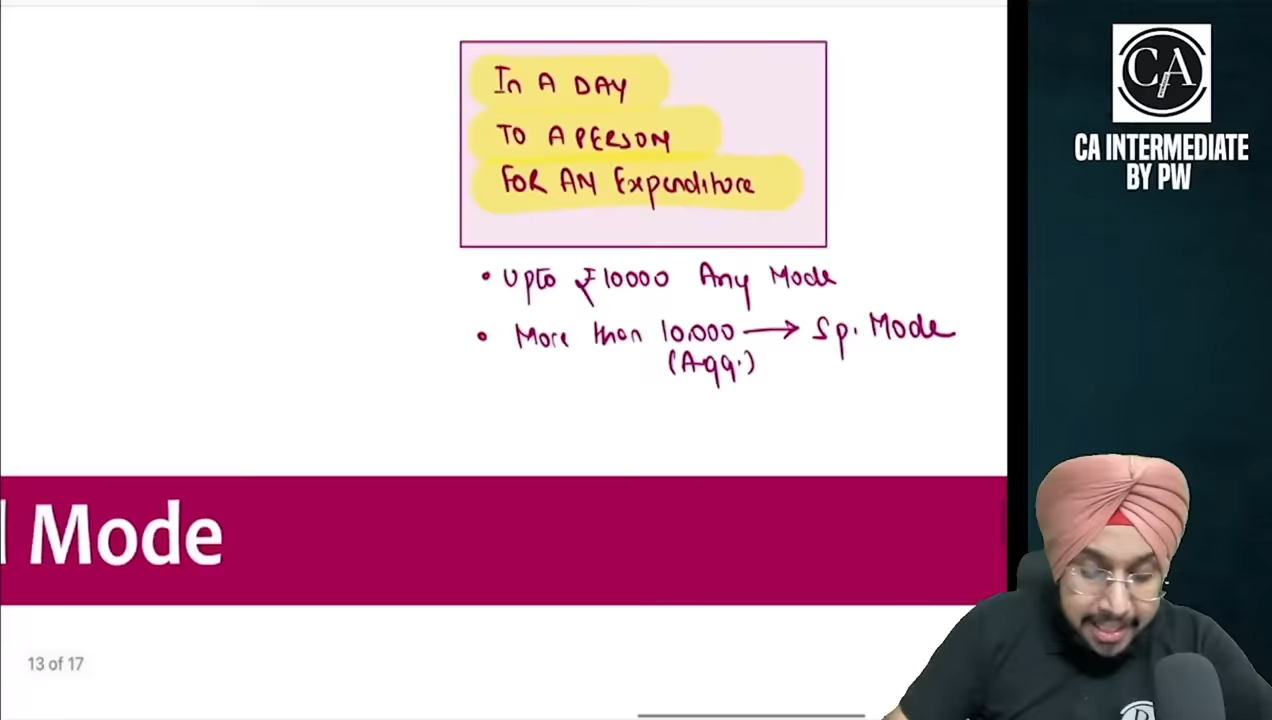 In A DAY
TO A PERSON
FOR AN Expenditure
• Upto ₹10000 Any Mode
• More than 10,000 → Sp. Mode
(Agg.)
Mode
13 of 17
CA
CA INTERMEDIATE
BY PW